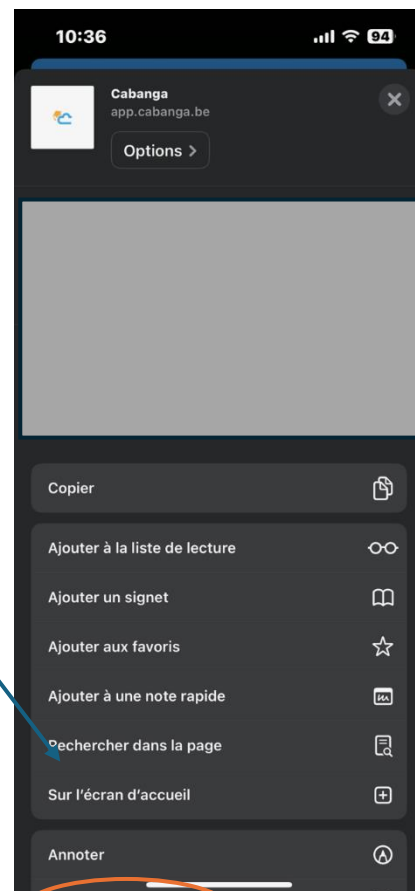 10:36
94
Cabanga
app.cabanga.be
Options >
Copier
Ajouter à la liste de lecture
Ajouter un signet
Ajouter aux favoris
Ajouter à une note rapide
Rechercher dans la page
Sur l'écran d'accueil
Annoter